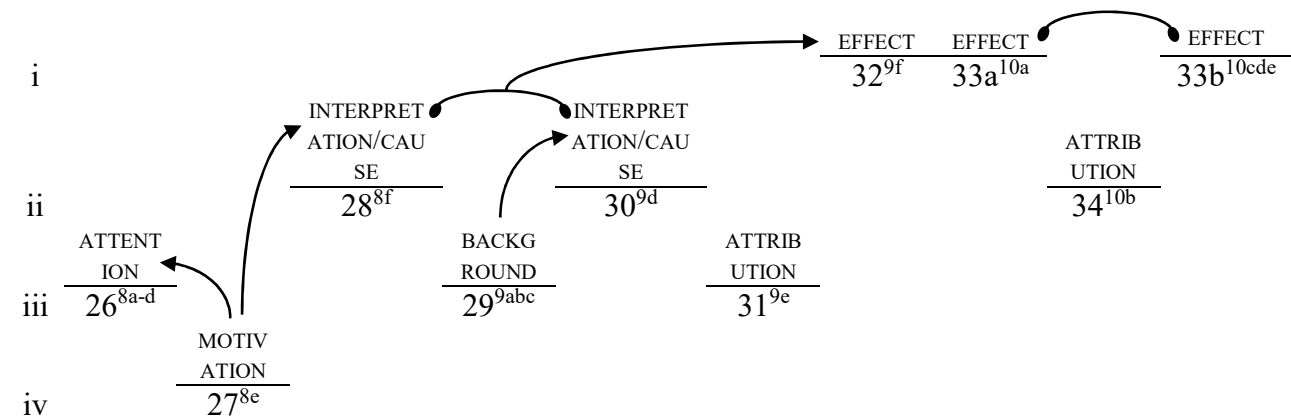 EFFECT EFFECT EFFECT
i 32^9f 33a^10a 33b^10cde
INTERPRET INTERPRET
ATION/CAU ATION/CAU ATTRIB
SE SE UTION
ii 28^8f 30^9d 34^10b
ATTENT BACKG ATTRIB
ION ROUND UTION
iii 26^8a-d 29^9abc 31^9e
MOTIV
ATION
iv 27^8e